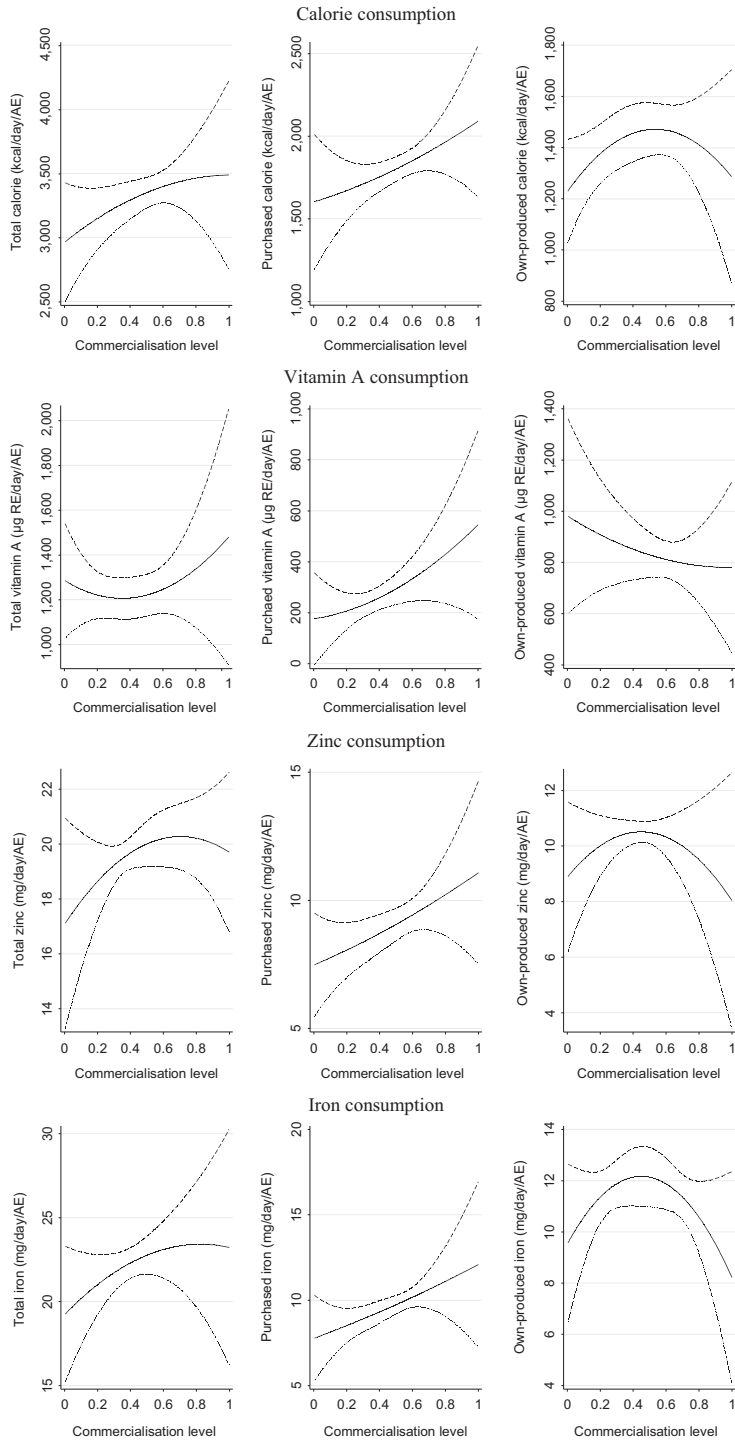 Calorie consumption
Total calorie (kcal/day/AE)
4,500
4,000
3,500
3,000
2,500
0 0.2 0.4 0.6 0.8 1
Commercialisation level
Purchased calorie (kcal/day/AE)
2,500
2,000
1,500
1,000
0 0.2 0.4 0.6 0.8 1
Commercialisation level
Own-produced calorie (kcal/day/AE)
1,800
1,600
1,400
1,200
1,000
800
0 0.2 0.4 0.6 0.8 1
Commercialisation level
Vitamin A consumption
Total vitamin A (µg RE/day/AE)
2,000
1,800
1,600
1,400
1,200
1,000
0 0.2 0.4 0.6 0.8 1
Commercialisation level
Purchaed vitamin A (µg RE/day/AE)
1,000
800
600
400
200
0
0 0.2 0.4 0.6 0.8 1
Commercialisation level
Own-produced vitamin A (µg RE/day/AE)
1,400
1,200
1,000
800
600
400
0 0.2 0.4 0.6 0.8 1
Commercialisation level
Zinc consumption
Total zinc (mg/day/AE)
22
20
18
16
14
0 0.2 0.4 0.6 0.8 1
Commercialisation level
Purchased zinc (mg/day/AE)
15
10
5
0 0.2 0.4 0.6 0.8 1
Commercialisation level
Own-produced zinc (mg/day/AE)
12
10
8
6
4
0 0.2 0.4 0.6 0.8 1
Commercialisation level
Iron consumption
Total iron (mg/day/AE)
30
25
20
15
0 0.2 0.4 0.6 0.8 1
Commercialisation level
Purchased iron (mg/day/AE)
20
15
10
5
0 0.2 0.4 0.6 0.8 1
Commercialisation level
Own-produced iron (mg/day/AE)
14
12
10
8
6
4
0 0.2 0.4 0.6 0.8 1
Commercialisation level